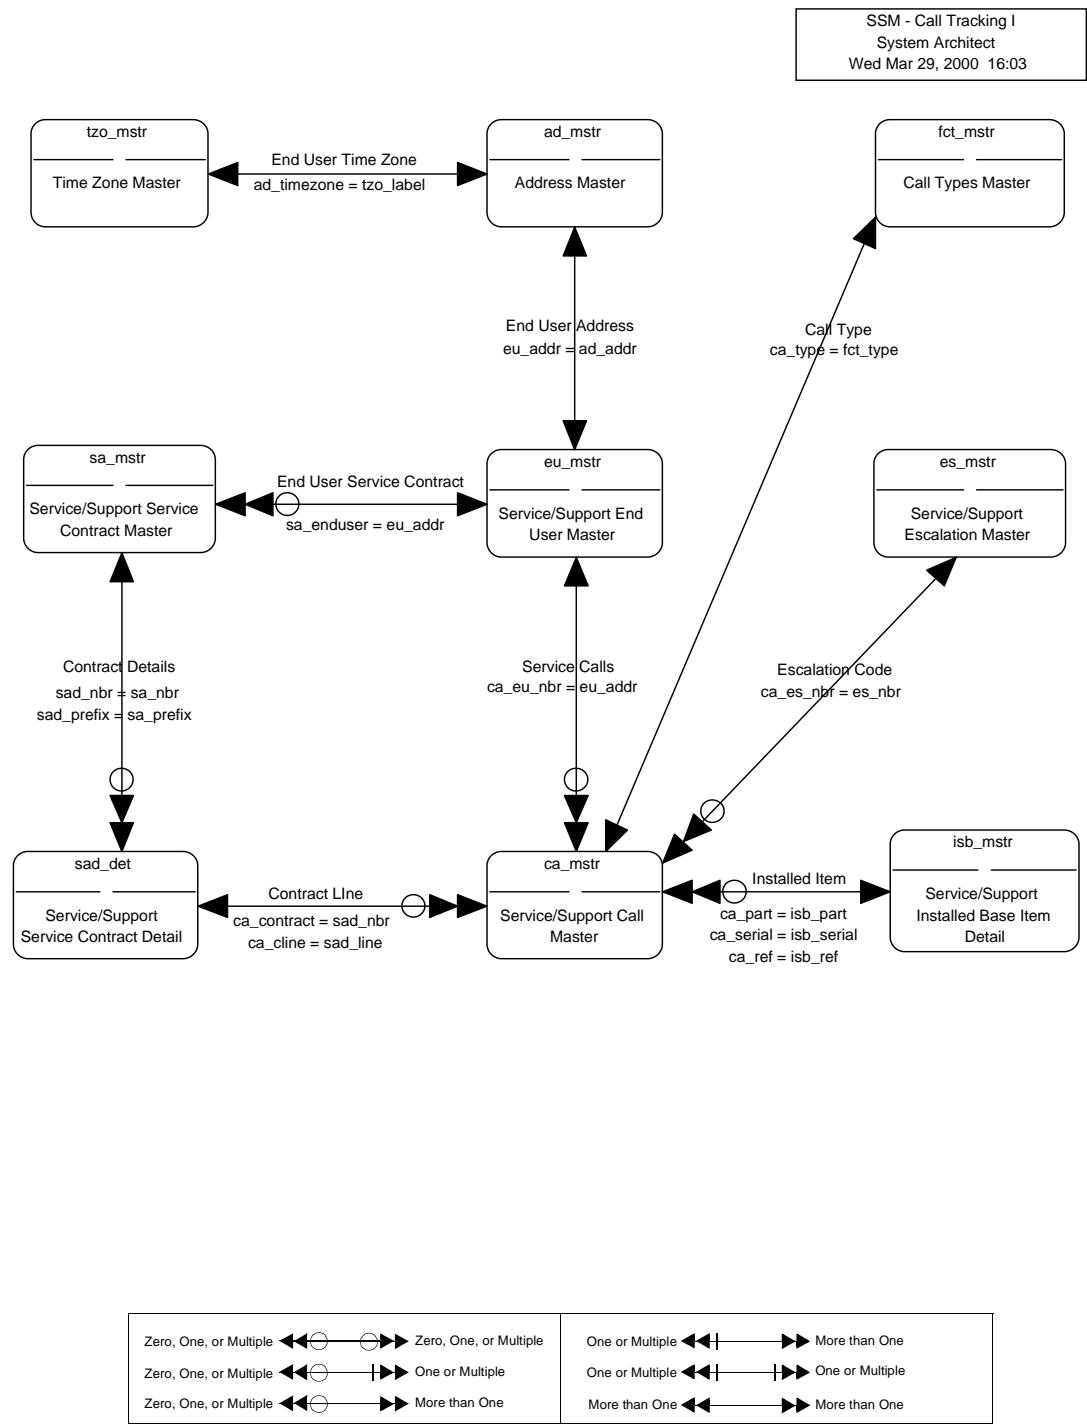 SSM - Call Tracking I
System Architect
Wed Mar 29, 2000 16:03
tzo_mstr
Time Zone Master
End User Time Zone
ad_timezone = tzo_label
ad_mstr
Address Master
fct_mstr
Call Types Master
End User Address
eu_addr = ad_addr
Call Type
ca_type = fct_type
sa_mstr
Service/Support Service
Contract Master
End User Service Contract
sa_enduser = eu_addr
eu_mstr
Service/Support End
User Master
es_mstr
Service/Support
Escalation Master
Contract Details
sad_nbr = sa_nbr
sad_prefix = sa_prefix
Service Calls
ca_eu_nbr = eu_addr
Escalation Code
ca_es_nbr = es_nbr
sad_det
Service/Support
Service Contract Detail
Contract LIne
ca_contract = sad_nbr
ca_cline = sad_line
ca_mstr
Service/Support Call
Master
Installed Item
ca_part = isb_part
ca_serial = isb_serial
ca_ref = isb_ref
isb_mstr
Service/Support
Installed Base Item
Detail
Zero, One, or Multiple Zero, One, or Multiple
Zero, One, or Multiple One or Multiple
Zero, One, or Multiple More than One
One or Multiple More than One
One or Multiple One or Multiple
More than One More than One